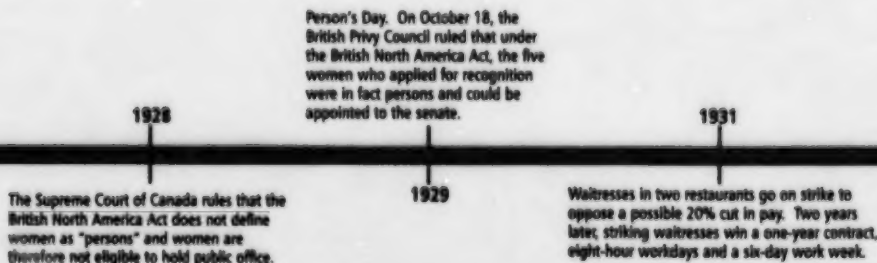 Person's Day. On October 18, the
British Privy Council ruled that under
the British North America Act, the five
women who applied for recognition
were in fact persons and could be
appointed to the senate.
1928
1931
1929
The Supreme Court of Canada rules that the
British North America Act does not define
women as "persons" and women are
therefore not eligible to hold public office.
Waitresses in two restaurants go on strike to
oppose a possible 20% cut in pay. Two years
later, striking waitresses win a one-year contract,
eight-hour workdays and a six-day work week.